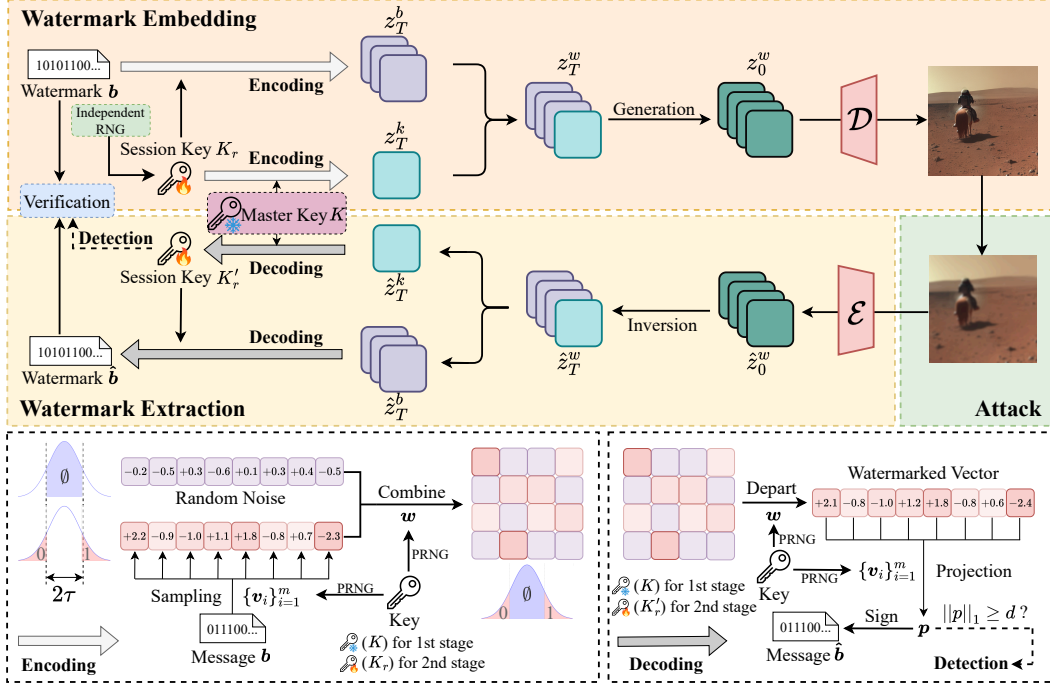 Watermark Embedding
10101100...
Watermark b
Independent
RNG
Session Key K_r
Encoding
Encoding
z_T^b
z_T^k
z_T^w
Generation
z_0^w
D
Verification
Master Key K
Detection
Session Key K_r'
Decoding
Decoding
ẑ_T^k
ẑ_T^b
ẑ_T^w
Inversion
ẑ_0^w
E
10101100...
Watermark b̂
Watermark Extraction
Attack
∅
0
1
2τ
−0.2 −0.5 +0.3 −0.6 +0.1 +0.3 +0.4 −0.5
Random Noise
+2.2 −0.9 −1.0 +1.1 +1.8 −0.8 +0.7 −2.3
Combine
w
PRNG
Sampling
{v_i}_{i=1}^m
PRNG
Key
011100...
Message b
(K) for 1st stage
(K_r) for 2nd stage
0
∅
1
Encoding
Depart
w
PRNG
Key
PRNG
{v_i}_{i=1}^m
(K) for 1st stage
(K_r') for 2nd stage
Watermarked Vector
+2.1 −0.8 −1.0 +1.2 +1.8 −0.8 +0.6 −2.4
Projection
p
||p||_1 ≥ d ?
Sign
011100...
Message b̂
Detection
Decoding